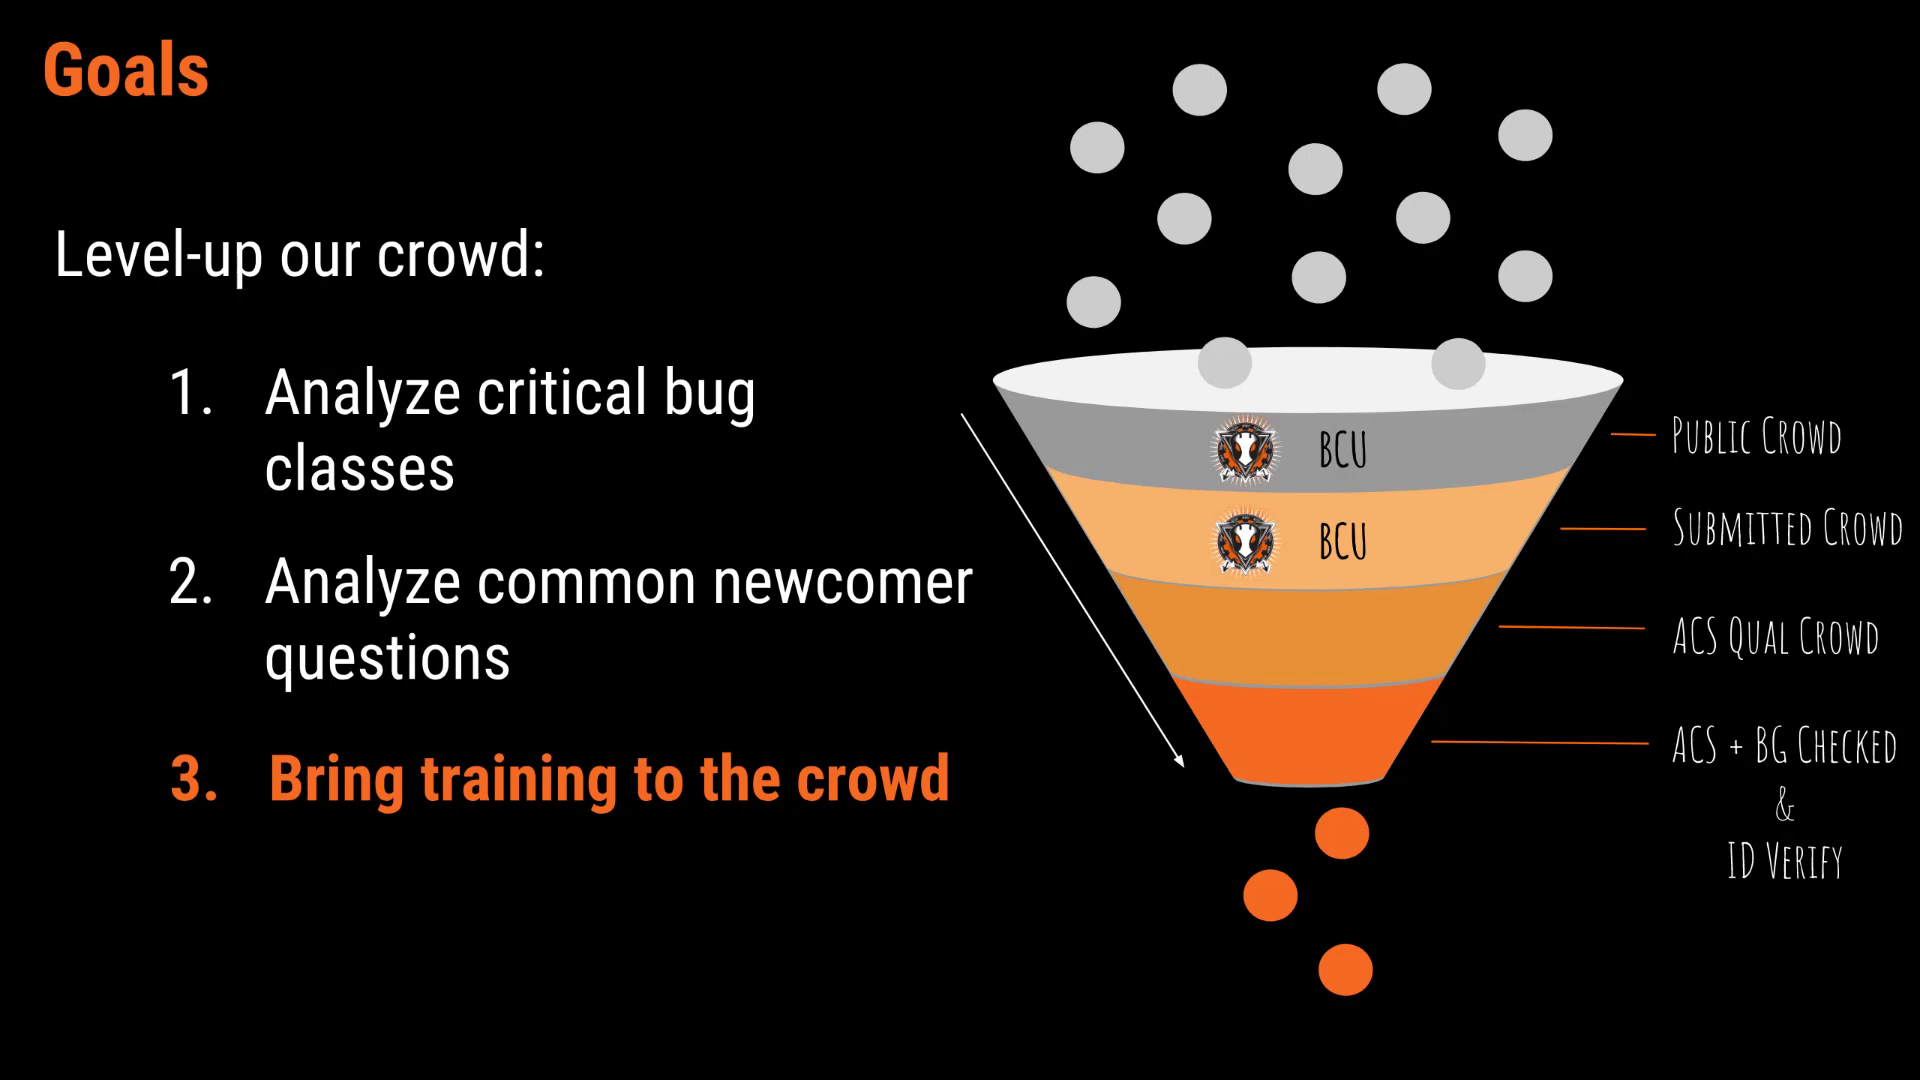 Goals
Level-up our crowd:
1. Analyze critical bug
classes
2. Analyze common newcomer
questions
3. Bring training to the crowd
BCU
BCU
PUBLIC CROWD
SUBMITTED CROWD
ACS QUAL CROWD
ACS + BG CHECKED
&
ID VERIFY